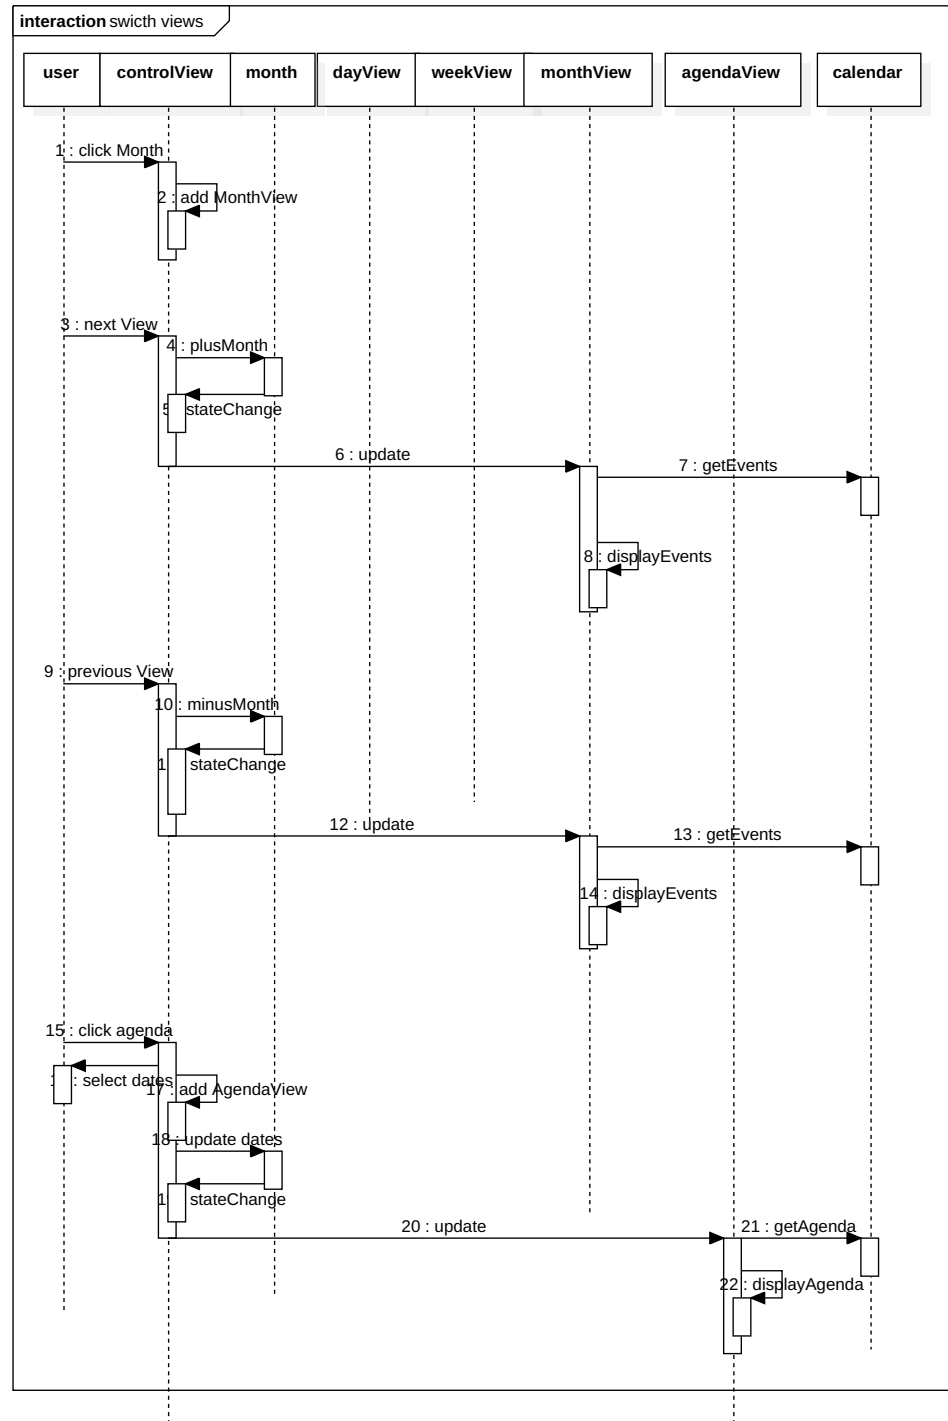 interaction swicth views
user controlView month dayView weekView monthView agendaView calendar
1 : click Month
2 : add MonthView
3 : next View
4 : plusMonth
5 stateChange
6 : update
7 : getEvents
8 : displayEvents
9 : previous View
10 : minusMonth
1 stateChange
12 : update
13 : getEvents
14 : displayEvents
15 : click agenda
1 : select dates
17 : add AgendaView
18 : update dates
1 stateChange
20 : update
21 : getAgenda
22 : displayAgenda